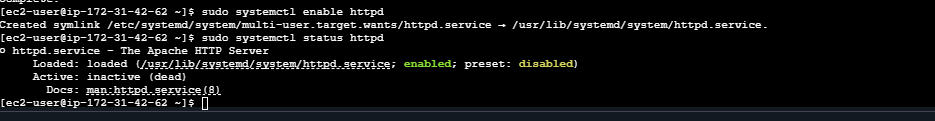 [ec2-user@ip-172-31-42-62 ~]$ sudo systemctl enable httpd
Created symlink /etc/systemd/system/multi-user.target.wants/httpd.service → /usr/lib/systemd/system/httpd.service.
[ec2-user@ip-172-31-42-62 ~]$ sudo systemctl status httpd
○ httpd.service - The Apache HTTP Server
Loaded: loaded (/usr/lib/systemd/system/httpd.service; enabled; preset: disabled)
Active: inactive (dead)
Docs: man:httpd.service(8)
[ec2-user@ip-172-31-42-62 ~]$